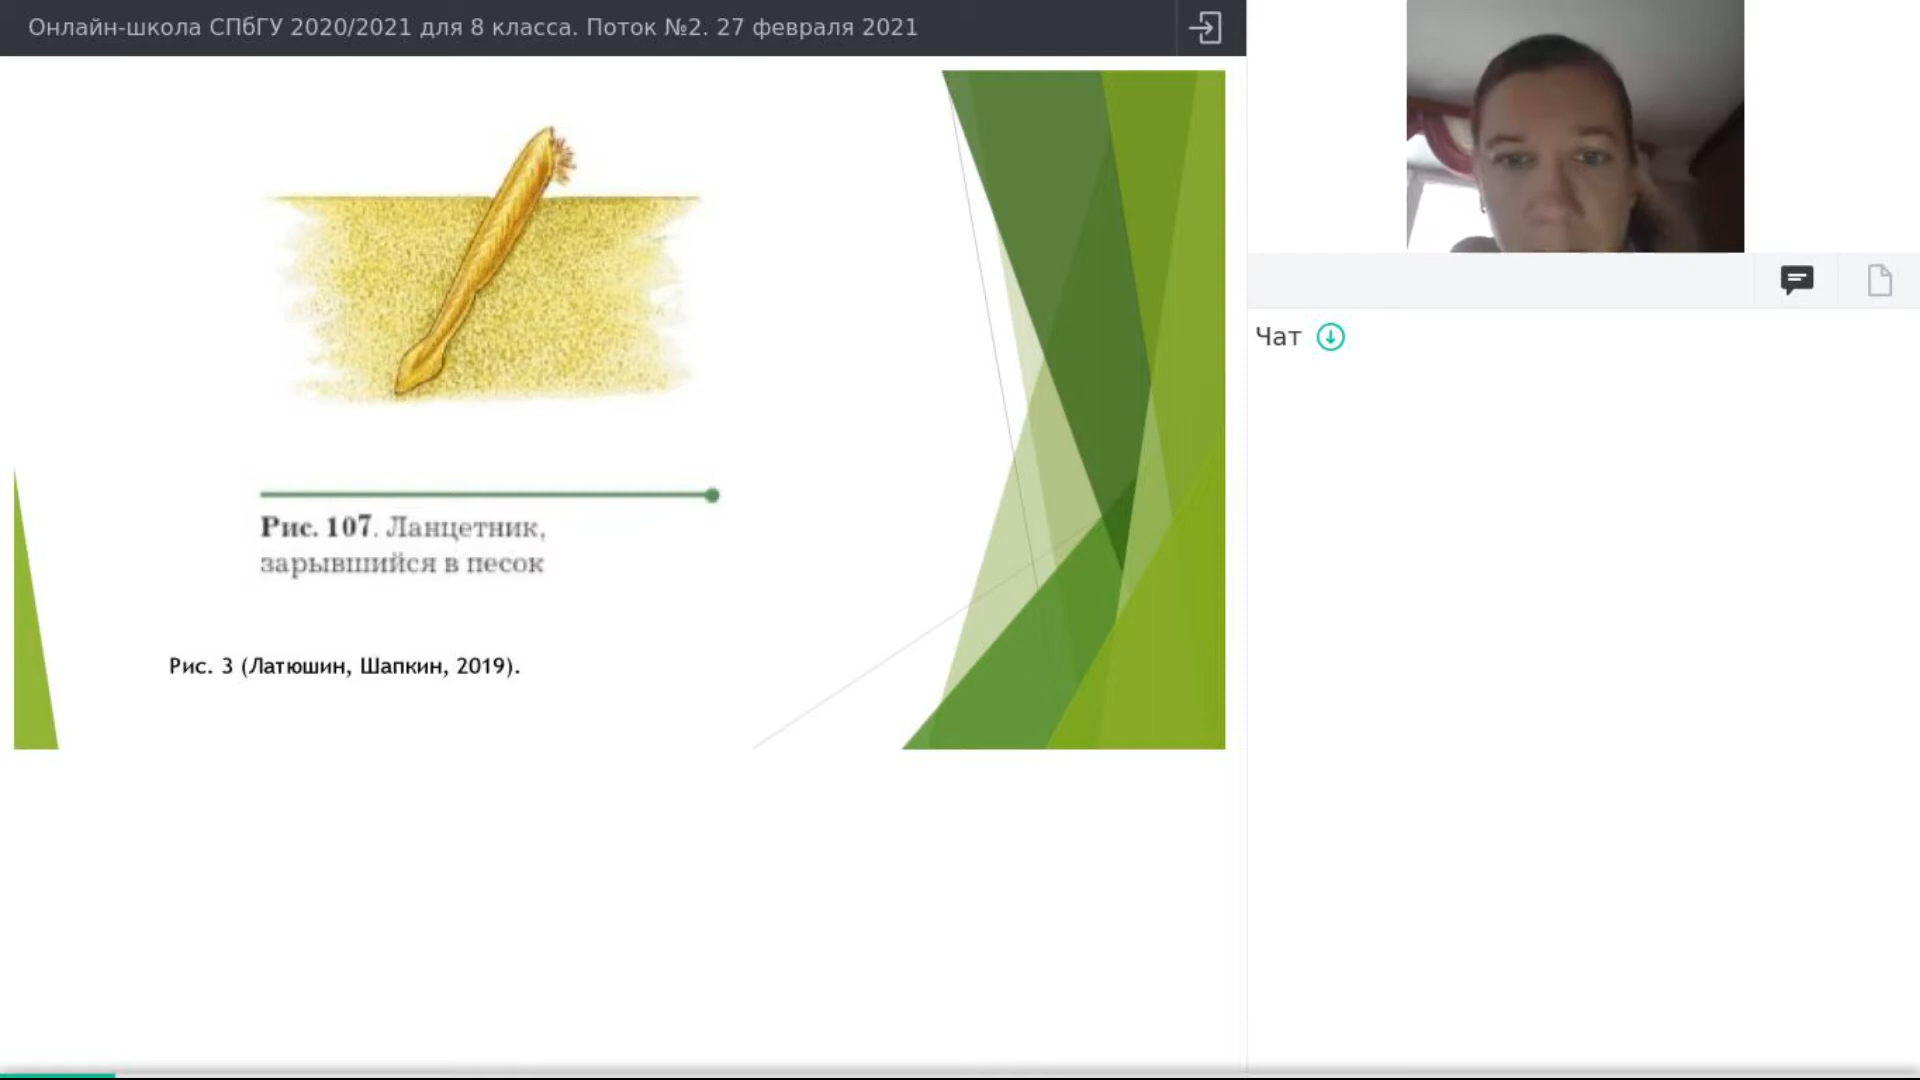 Онлайн-школа СПбГУ 2020/2021 для 8 класса. Поток №2. 27 февраля 2021
Рис. 107. Ланцетник,
зарывшийся в песок
Рис. 3 (Латюшин, Шапкин, 2019).
Чат